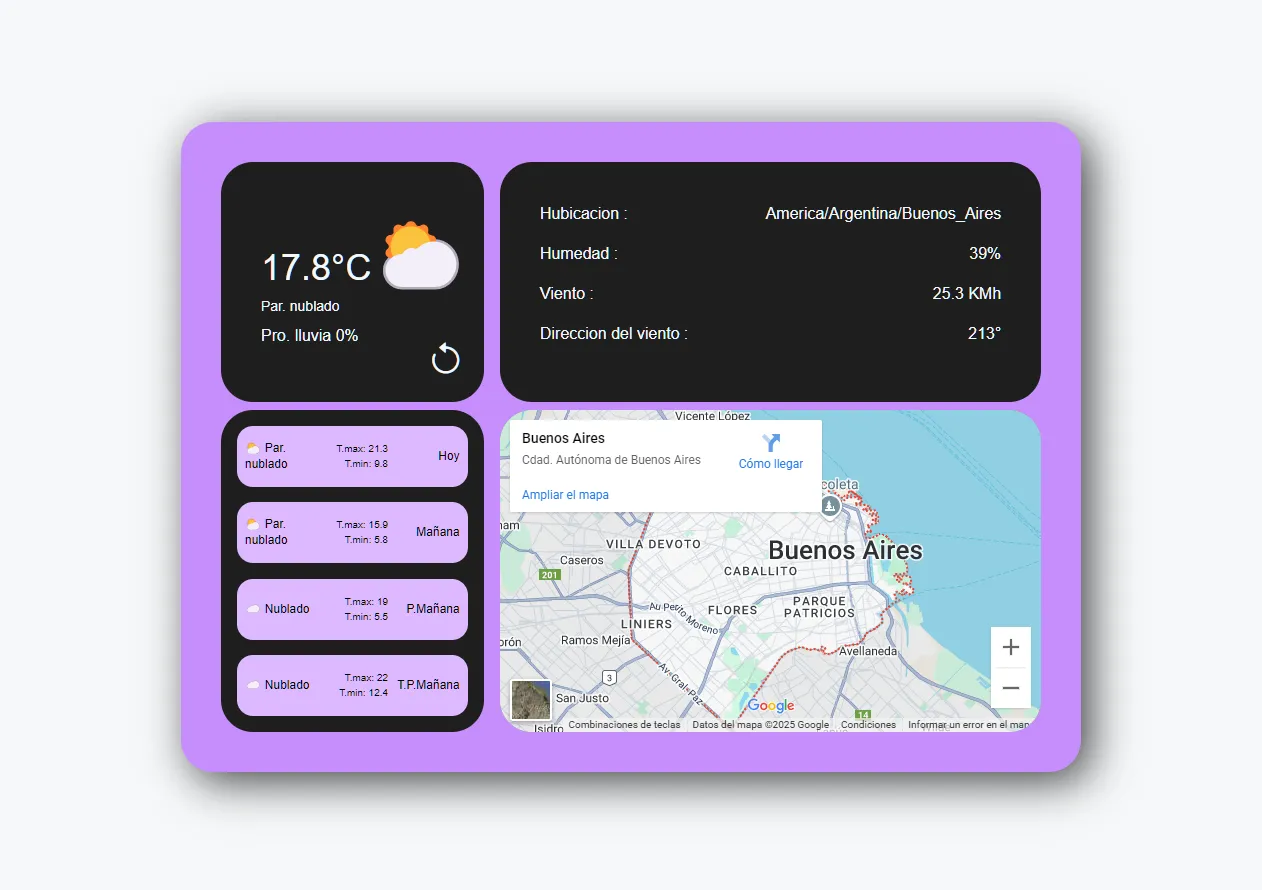 17.8°C
Par. nublado
Pro. lluvia 0%
Hubicacion : America/Argentina/Buenos_Aires
Humedad : 39%
Viento : 25.3 KMh
Direccion del viento : 213°
Par. nublado
T.max: 21.3
T.min: 9.8
Hoy
Par. nublado
T.max: 15.9
T.min: 5.8
Mañana
Nublado
T.max: 19
T.min: 5.5
P.Mañana
Nublado
T.max: 22
T.min: 12.4
T.P.Mañana
Vicente López
Buenos Aires
Cdad. Autónoma de Buenos Aires
Cómo llegar
Ampliar el mapa
coleta
ham
VILLA DEVOTO
Buenos Aires
Caseros
CABALLITO
201
Au Perito Moreno
FLORES
PARQUE
PATRICIOS
LINIERS
orón
Ramos Mejía
Avellaneda
3
Av. Gral. Paz
San Justo
Google
14
Isidro
Combinaciones de teclas
Datos del mapa ©2025 Google
Condiciones
Informar un error en el map